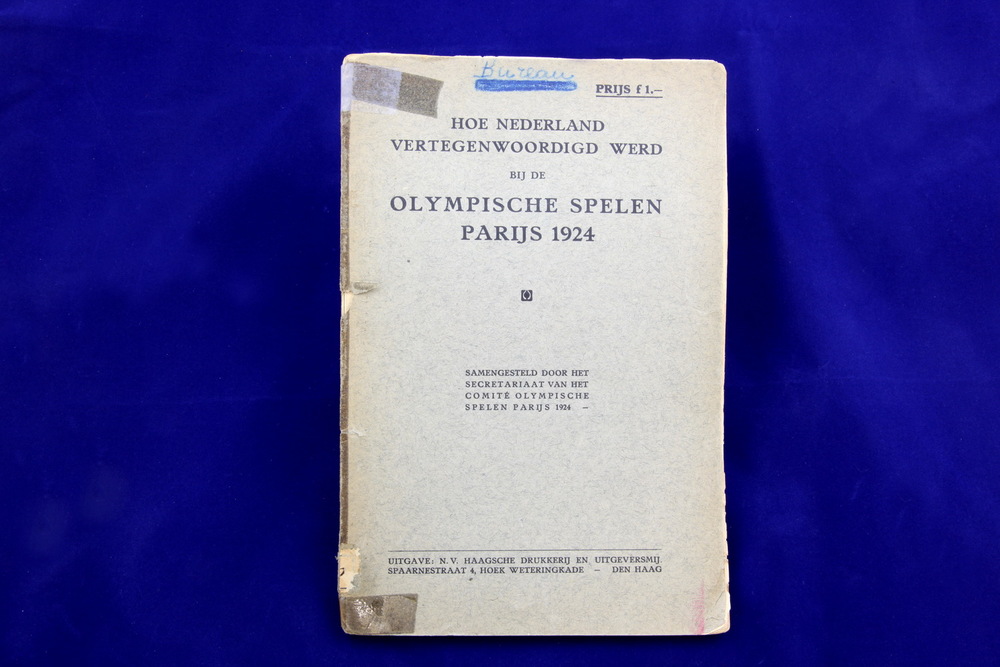 Bureau
PRIJS f 1.—
HOE NEDERLAND
VERTEGENWOORDIGD WERD
BIJ DE
OLYMPISCHE SPELEN
PARIJS 1924
SAMENGESTELD DOOR HET
SECRETARIAAT VAN HET
COMITÉ OLYMPISCHE
SPELEN PARIJS 1924 —
UITGAVE: N.V. HAAGSCHE DRUKKERIJ EN UITGEVERSMIJ.
SPAARNESTRAAT 4, HOEK WETERINGKADE — DEN HAAG